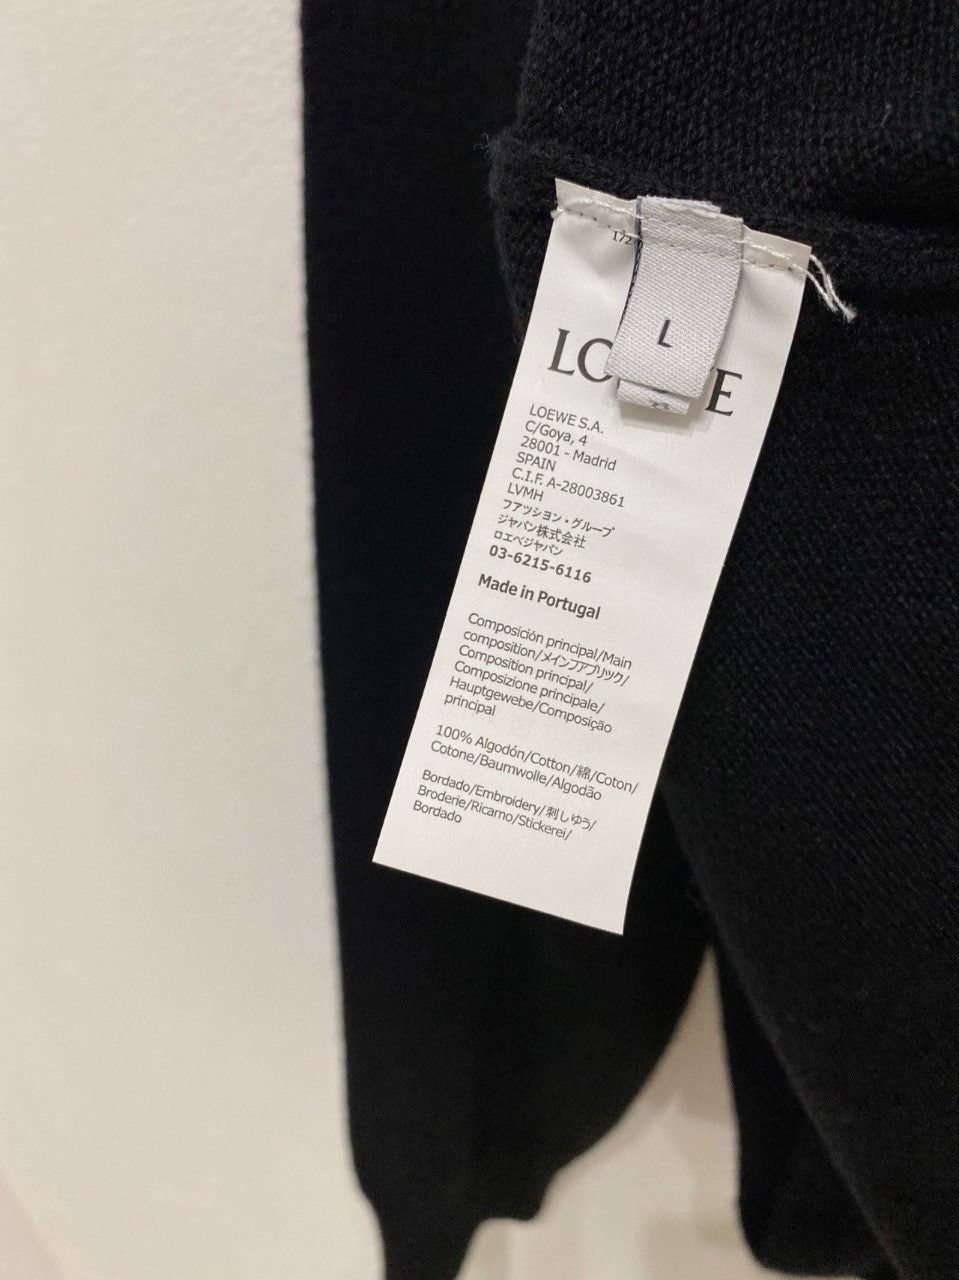 1/2
L
LO E
LOEWE S.A.
C/Goya, 4
28001 - Madrid
SPAIN
C.I.F. A-28003861
LVMH
ファッション・グループ
ジャパン株式会社
ロエベジャパン
03-6215-6116
Made in Portugal
Composición principal/Main
composition/メインファブリック/
Composition principal/
Composizione principale/
Hauptgewebe/Composição
principal
100% Algodón/Cotton/綿/Coton/
Cotone/Baumwolle/Algodão
Bordado/Embroidery/刺しゅう/
Broderie/Ricamo/Stickerei/
Bordado